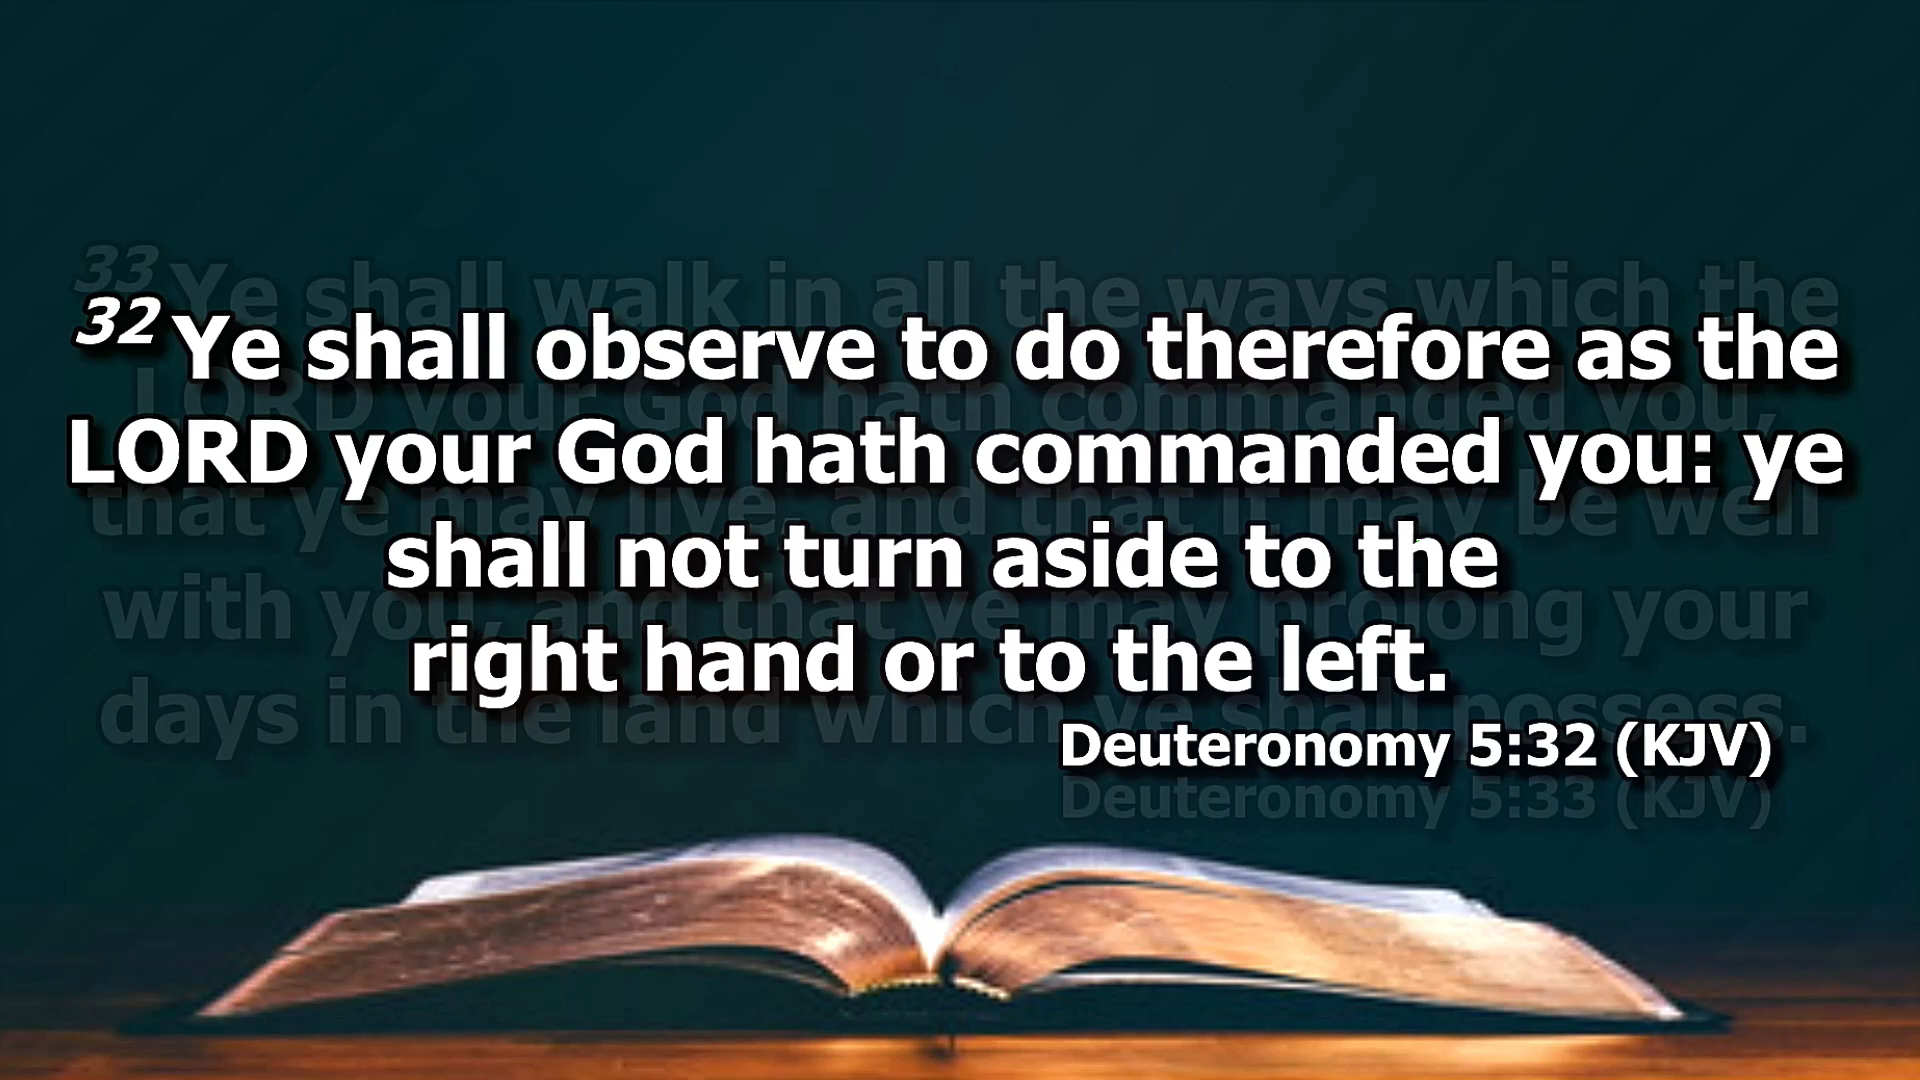 32 Ye shall observe to do therefore as the
LORD your God hath commanded you: ye
shall not turn aside to the
right hand or to the left.
Deuteronomy 5:32 (KJV)
33 Ye shall walk in all the ways which the
LORD your God hath commanded you,
that ye may live, and that it may be well
with you, and that ye may prolong your
days in the land which ye shall possess.
Deuteronomy 5:33 (KJV)